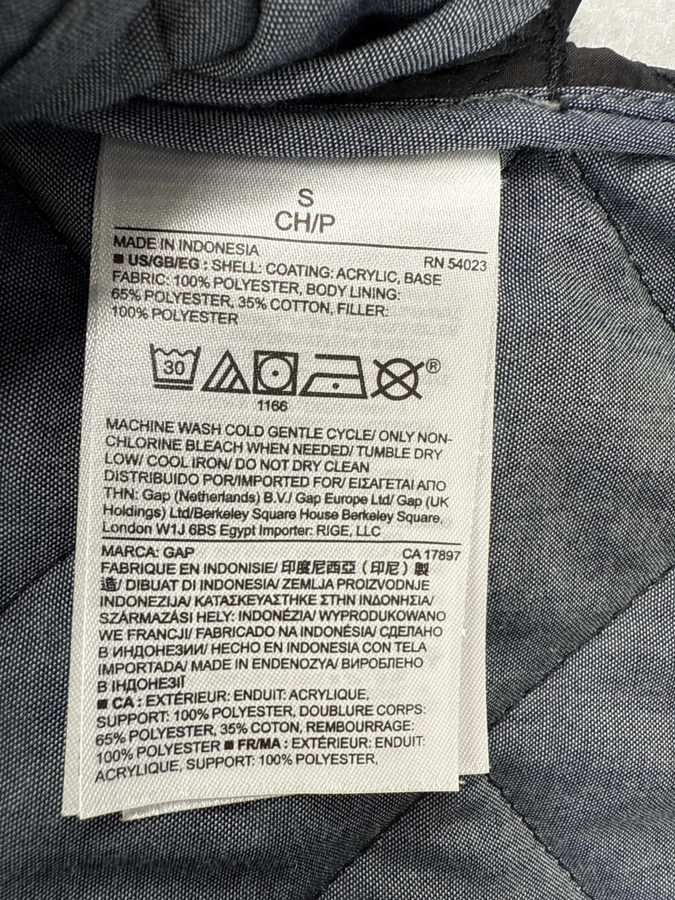 S
CH/P
MADE IN INDONESIA
RN 54023
■ US/GB/EG : SHELL: COATING: ACRYLIC, BASE
FABRIC: 100% POLYESTER, BODY LINING:
65% POLYESTER, 35% COTTON, FILLER:
100% POLYESTER
30
®
1166
MACHINE WASH COLD GENTLE CYCLE/ ONLY NON-
CHLORINE BLEACH WHEN NEEDED/ TUMBLE DRY
LOW/ COOL IRON/ DO NOT DRY CLEAN
DISTRIBUIDO POR/IMPORTED FOR/ ΕΙΣΑΓΕΤΑΙ ΑΠΟ
ΤΗΝ: Gap (Netherlands) B.V./ Gap Europe Ltd/ Gap (UK
Holdings) Ltd/Berkeley Square House Berkeley Square,
London W1J 6BS Egypt Importer: RIGE, LLC
MARCA: GAP
CA 17897
FABRIQUE EN INDONISIE/ 印度尼西亞（印尼）製
造/ DIBUAT DI INDONESIA/ ZEMLJA PROIZVODNJE
INDONEZIJA/ ΚΑΤΑΣΚΕΥΑΣΤΗΚΕ ΣΤΗΝ ΙΝΔΟΝΗΣΙΑ/
SZÁRMAZÁSI HELY: INDONÉZIA/ WYPRODUKOWANO
WE FRANCJI/ FABRICADO NA INDONÉSIA/ СДЕЛАНО
В ИНДОНЕЗИИ/ HECHO EN INDONESIA CON TELA
IMPORTADA/ MADE IN ENDENOZYA/ ВИРОБЛЕНО
В ІНДОНЕЗІЇ
■ CA : EXTÉRIEUR: ENDUIT: ACRYLIQUE,
SUPPORT: 100% POLYESTER, DOUBLURE CORPS:
65% POLYESTER, 35% COTON, REMBOURRAGE:
100% POLYESTER ■ FR/MA : EXTÉRIEUR: ENDUIT:
ACRYLIQUE, SUPPORT: 100% POLYESTER,